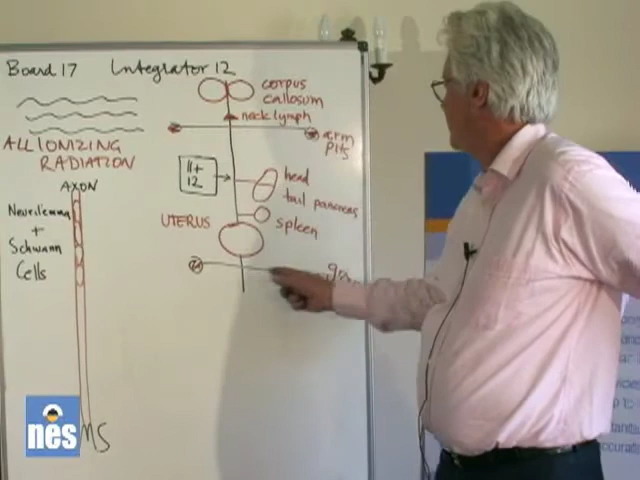 Board 17 Integrator 12
corpus
callosum
neck lymph
arm
pits
ALL IONIZING
RADIATION
AXON
11+
12
head
tail pancreas
Neurilemma
+
Schwann
Cells
UTERUS
spleen
nes
MS